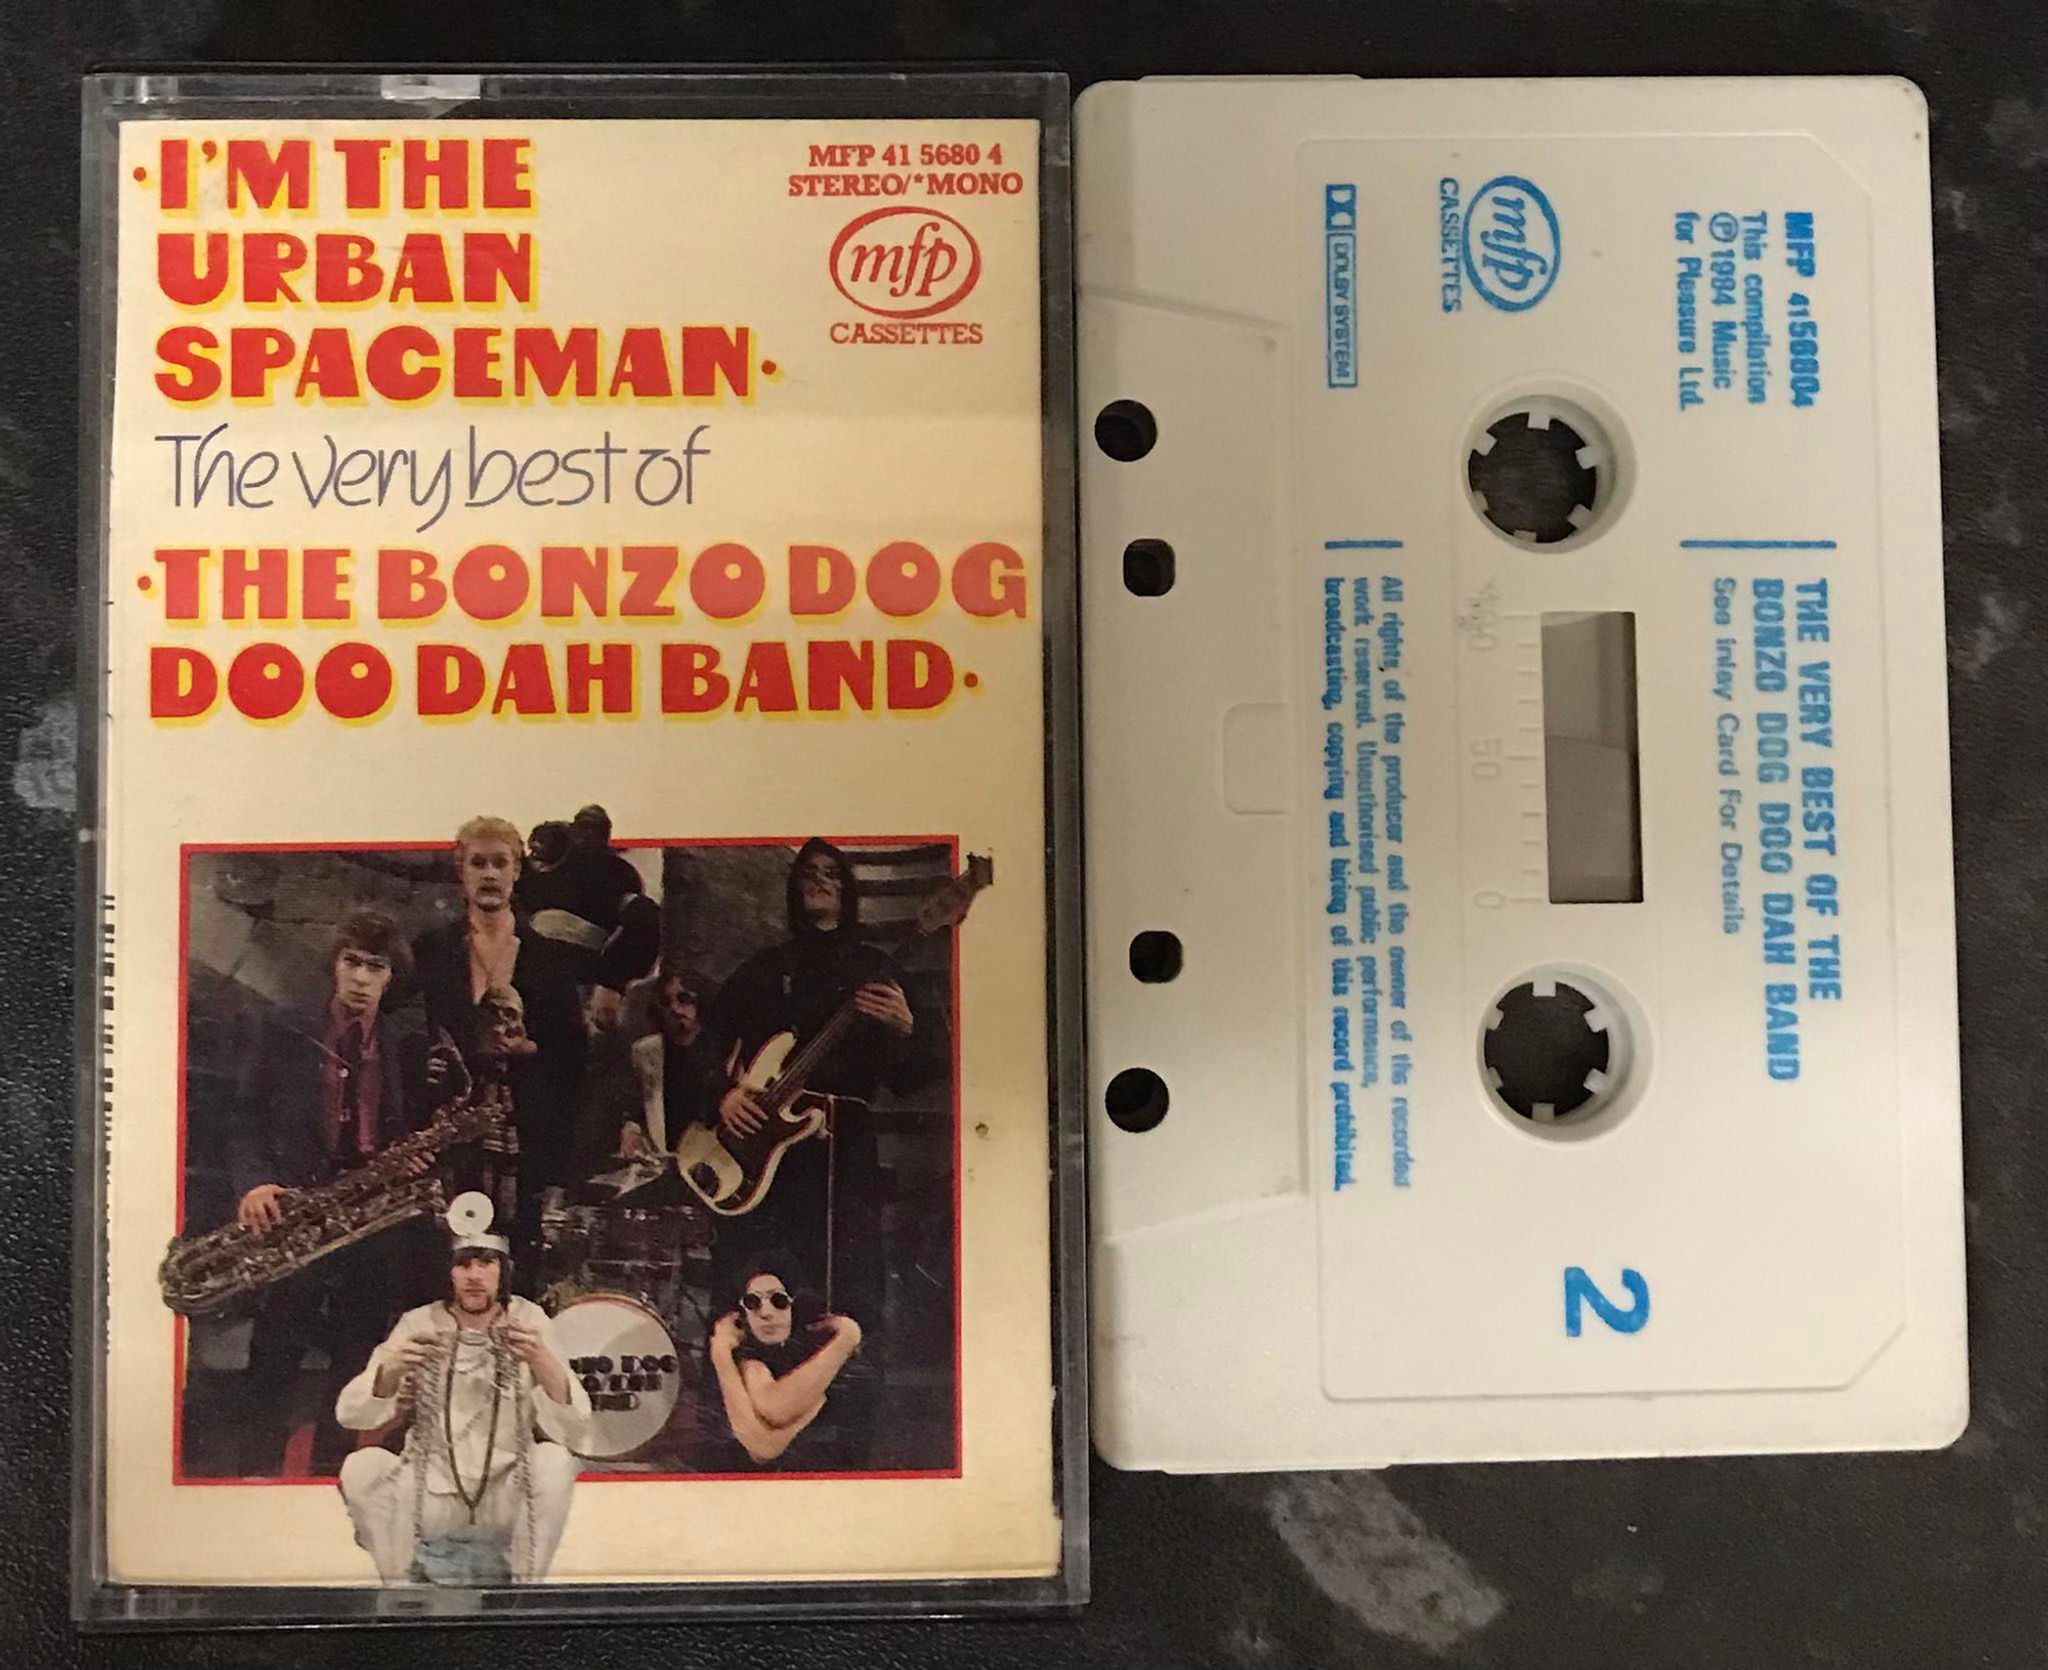 ·I'M THE
URBAN
SPACEMAN·
The very best of
·THE BONZO DOG
DOO DAH BAND·
MFP 41 5680 4
STEREO/*MONO
mfp
CASSETTES
MFP 4156804
This compilation
℗1984 Music
for Pleasure Ltd.
mfp
CASSETTES
DOLBY SYSTEM
THE VERY BEST OF THE
BONZO DOG DOO DAH BAND
See Inlay Card For Details
100
50
0
All rights of the producer and the owner of this recorded
work reserved. Unauthorised public performance,
broadcasting, copying and hiring of this record prohibited.
2
DOG